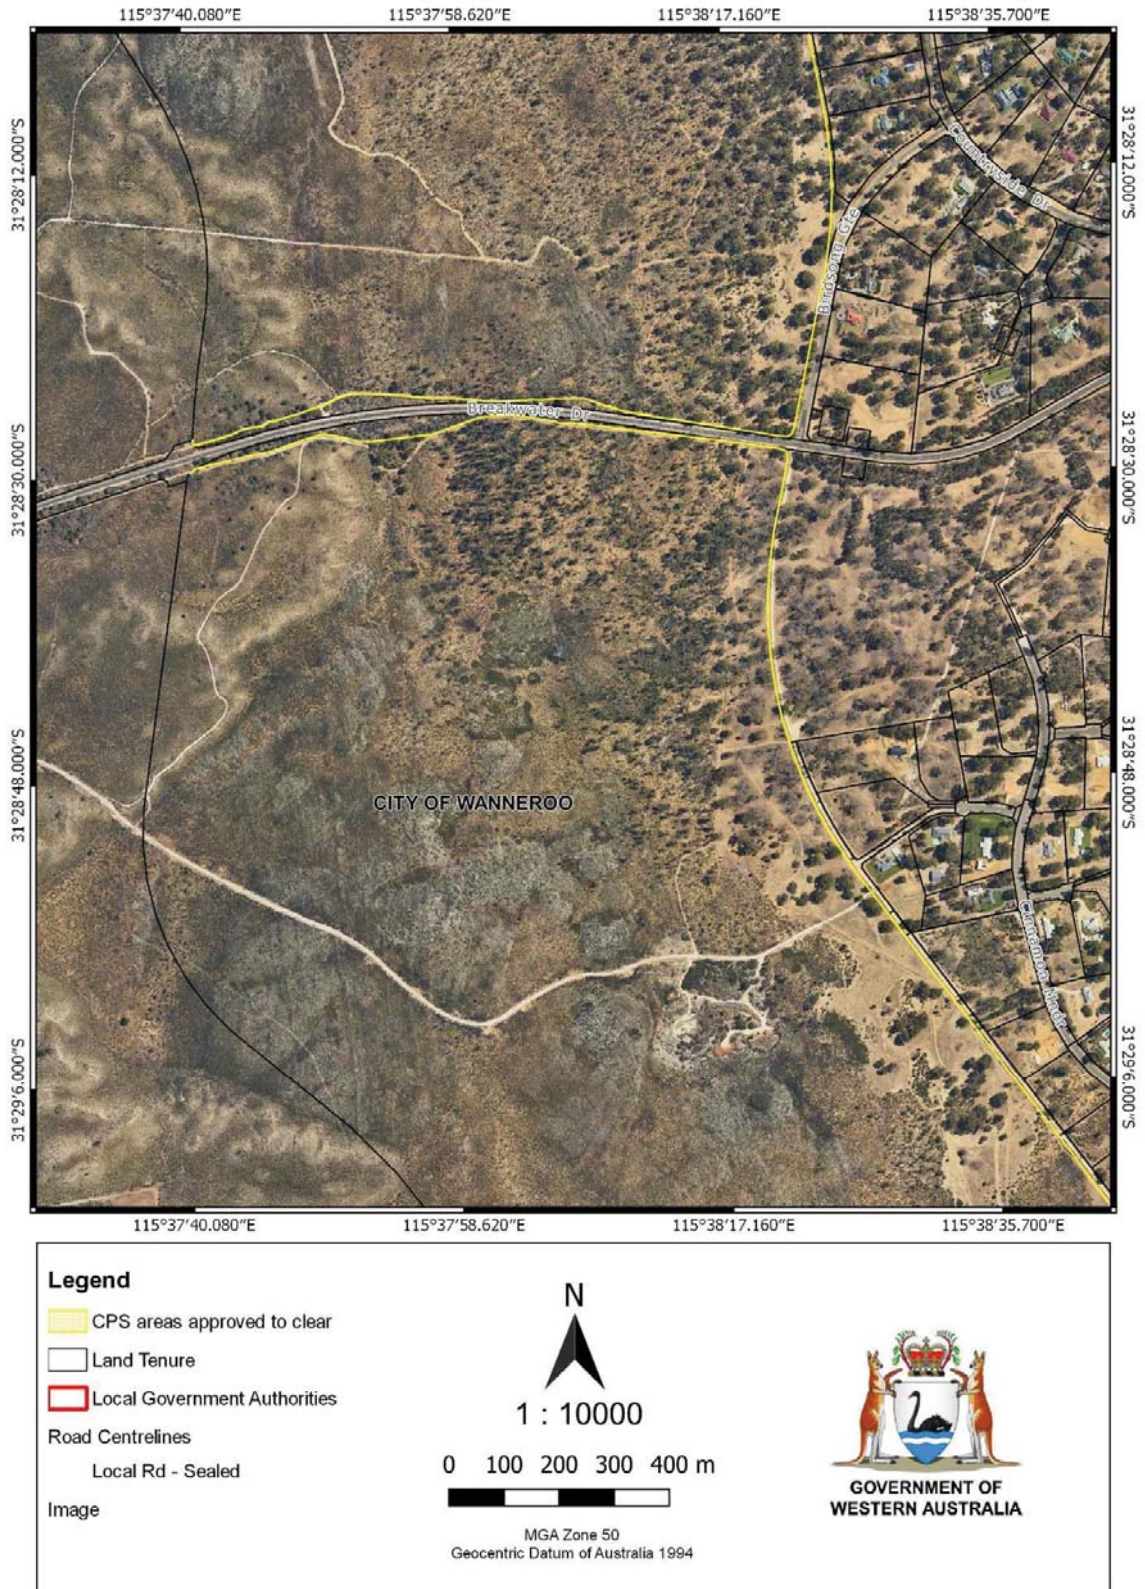 115°37'40.080"E 115°37'58.620"E 115°38'17.160"E 115°38'35.700"E
31°28'12.000"S
31°28'12.000"S
Countryside Dr
Birdsong Gte
Breakwater Dr
31°28'30.000"S
31°28'30.000"S
31°28'48.000"S
31°28'48.000"S
CITY OF WANNEROO
Cinnamon Mndr
31°29'6.000"S
31°29'6.000"S
115°37'40.080"E 115°37'58.620"E 115°38'17.160"E 115°38'35.700"E
Legend
CPS areas approved to clear
Land Tenure
Local Government Authorities
Road Centrelines
Local Rd - Sealed
Image
N
1 : 10000
0 100 200 300 400 m
MGA Zone 50
Geocentric Datum of Australia 1994
GOVERNMENT OF
WESTERN AUSTRALIA